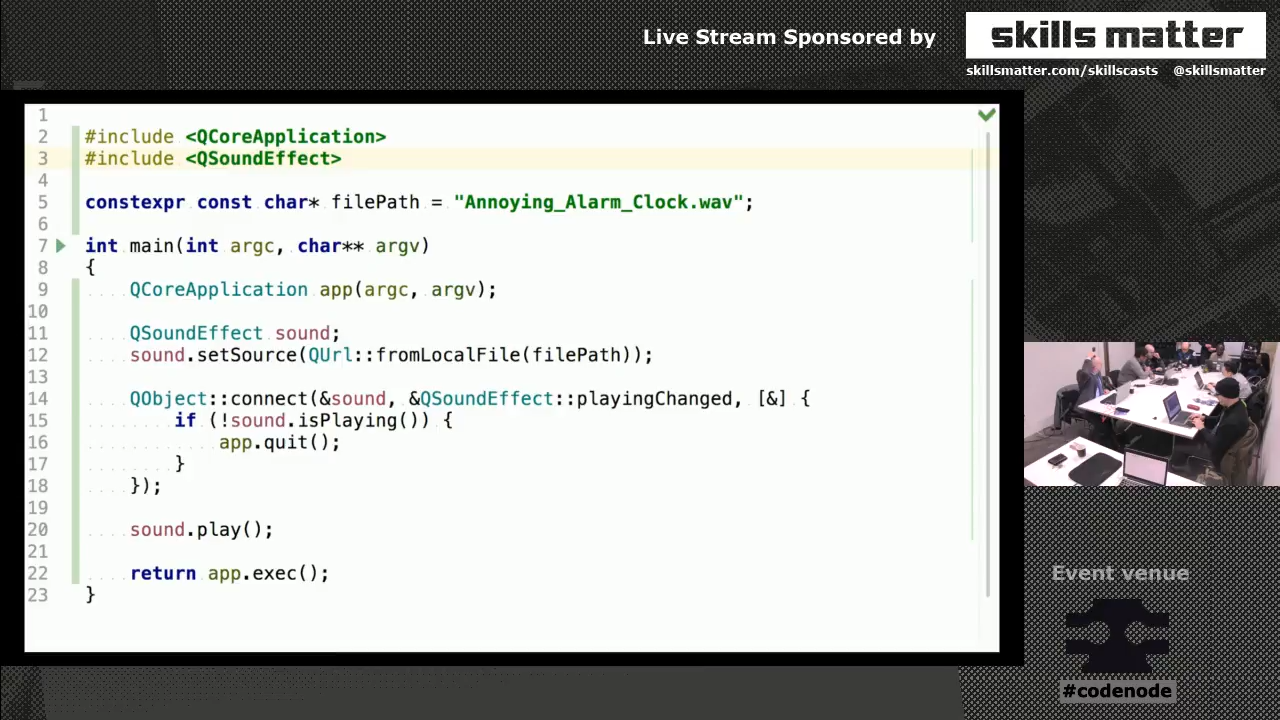 Live Stream Sponsored by
skills matter
skillsmatter.com/skillscasts @skillsmatter
1
2 #include <QCoreApplication>
3 #include <QSoundEffect>
4
5 constexpr const char* filePath = "Annoying_Alarm_Clock.wav";
6
7 int main(int argc, char** argv)
8 {
9 QCoreApplication app(argc, argv);
10
11 QSoundEffect sound;
12 sound.setSource(QUrl::fromLocalFile(filePath));
13
14 QObject::connect(&sound, &QSoundEffect::playingChanged, [&] {
15 if (!sound.isPlaying()) {
16 app.quit();
17 }
18 });
19
20 sound.play();
21
22 return app.exec();
23 }
Event venue
#codenode